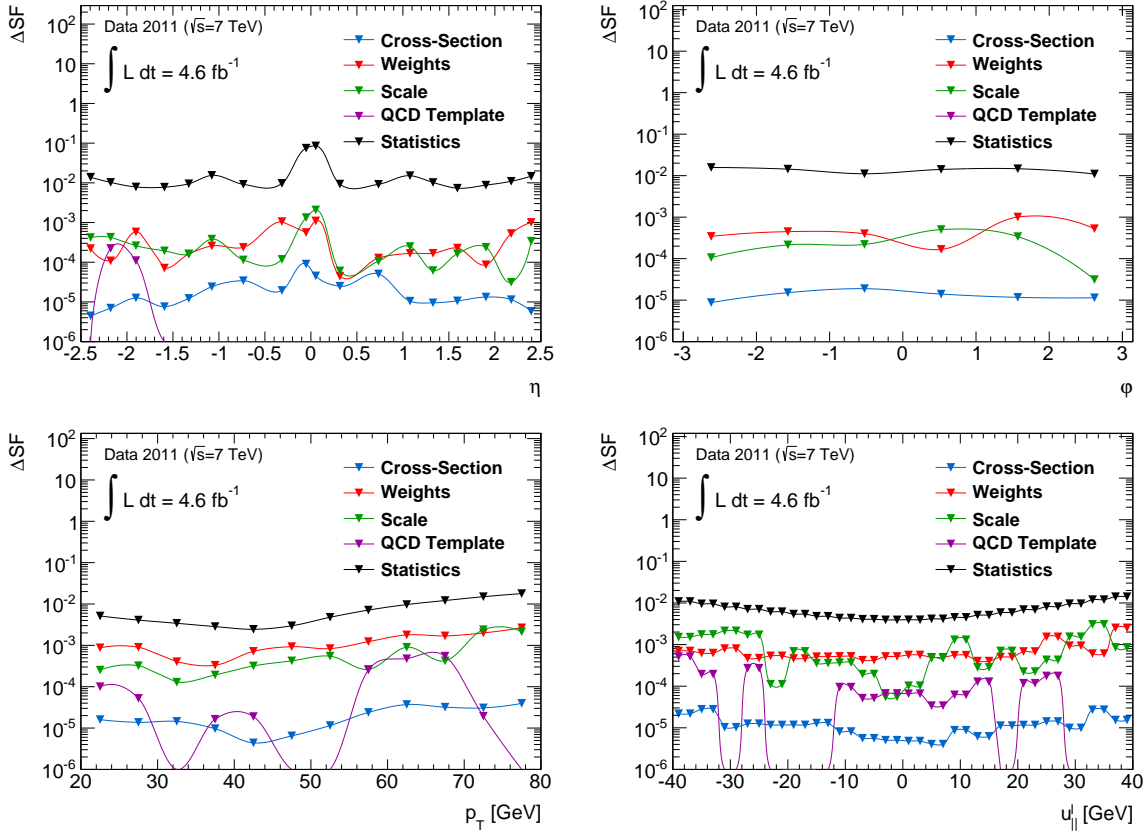 ΔSF
Data 2011 (√s=7 TeV)
∫ L dt = 4.6 fb⁻¹
Cross-Section
Weights
Scale
QCD Template
Statistics
10²
10
1
10⁻¹
10⁻²
10⁻³
10⁻⁴
10⁻⁵
10⁻⁶
-2.5 -2 -1.5 -1 -0.5 0 0.5 1 1.5 2 2.5
η
ΔSF
Data 2011 (√s=7 TeV)
∫ L dt = 4.6 fb⁻¹
Cross-Section
Weights
Scale
QCD Template
Statistics
10²
10
1
10⁻¹
10⁻²
10⁻³
10⁻⁴
10⁻⁵
10⁻⁶
-3 -2 -1 0 1 2 3
φ
ΔSF
Data 2011 (√s=7 TeV)
∫ L dt = 4.6 fb⁻¹
Cross-Section
Weights
Scale
QCD Template
Statistics
10²
10
1
10⁻¹
10⁻²
10⁻³
10⁻⁴
10⁻⁵
10⁻⁶
20 30 40 50 60 70 80
p_T [GeV]
ΔSF
Data 2011 (√s=7 TeV)
∫ L dt = 4.6 fb⁻¹
Cross-Section
Weights
Scale
QCD Template
Statistics
10²
10
1
10⁻¹
10⁻²
10⁻³
10⁻⁴
10⁻⁵
10⁻⁶
-40 -30 -20 -10 0 10 20 30 40
u_||^l [GeV]